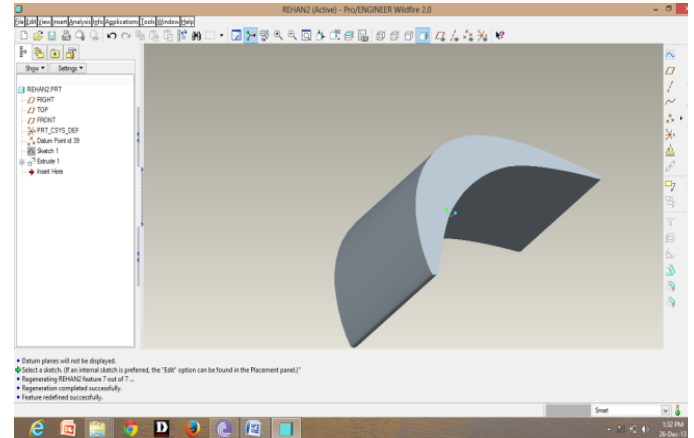 REHAN2 (Active) - Pro/ENGINEER Wildfire 2.0
File Edit View Insert Analysis Info Applications Tools Window Help
Show Settings
REHAN2.PRT
RIGHT
TOP
FRONT
PRT_CSYS_DEF
Datum Point id 39
Sketch 1
Extrude 1
Insert Here
Datum planes will not be displayed.
Select a sketch. (If an internal sketch is preferred, the "Edit" option can be found in the Placement panel.)"
Regenerating REHAN2 feature 7 out of 7 ...
Regeneration completed successfully.
Feature redefined successfully.
Smart
1:32 PM
26-Dec-13